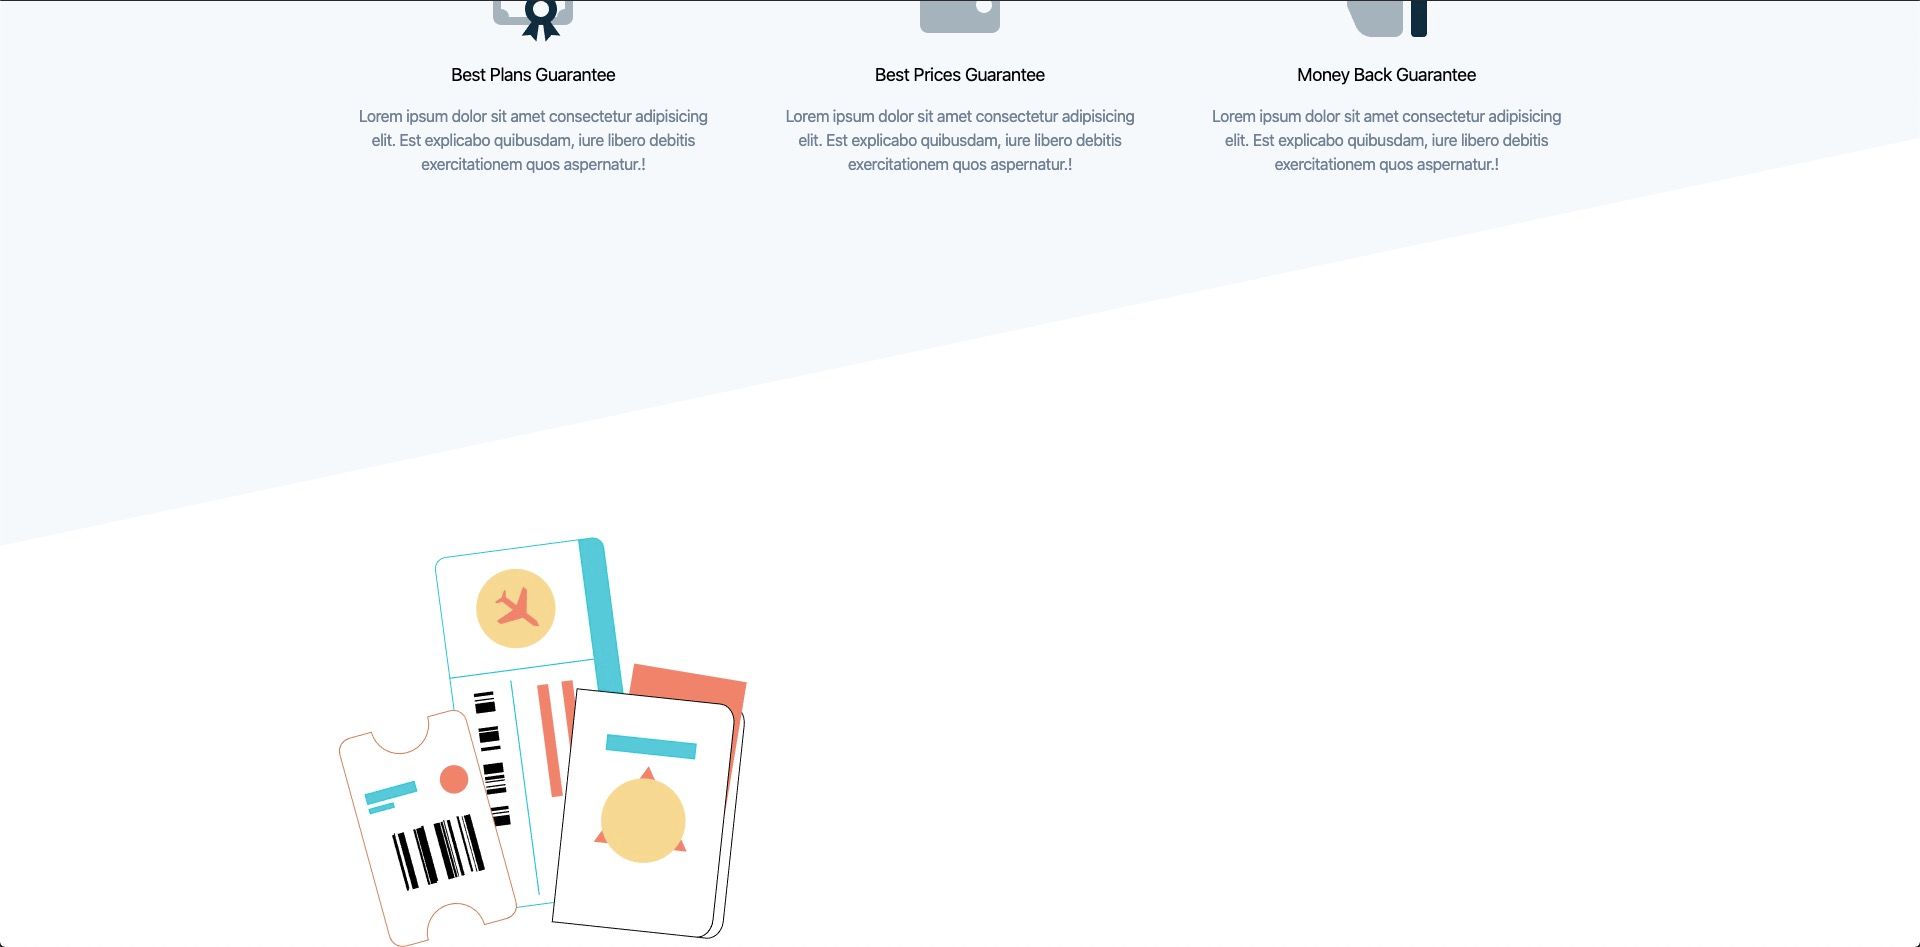 Best Plans Guarantee
Lorem ipsum dolor sit amet consectetur adipisicing
elit. Est explicabo quibusdam, iure libero debitis
exercitationem quos aspernatur.!
Best Prices Guarantee
Lorem ipsum dolor sit amet consectetur adipisicing
elit. Est explicabo quibusdam, iure libero debitis
exercitationem quos aspernatur.!
Money Back Guarantee
Lorem ipsum dolor sit amet consectetur adipisicing
elit. Est explicabo quibusdam, iure libero debitis
exercitationem quos aspernatur.!